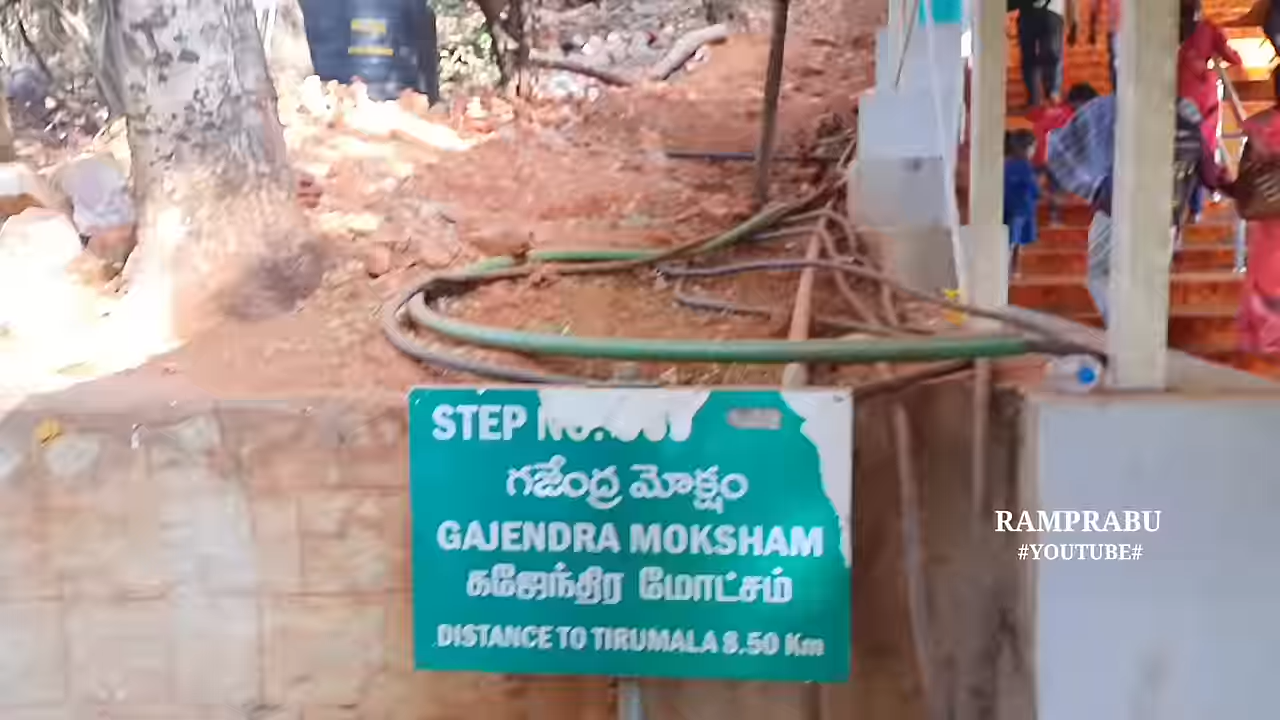 STEP
గజేంద్ర మోక్షం
GAJENDRA MOKSHAM
கஜேந்திர மோட்சம்
DISTANCE TO TIRUMALA 8.50 Km
RAMPRABU
#YOUTUBE#